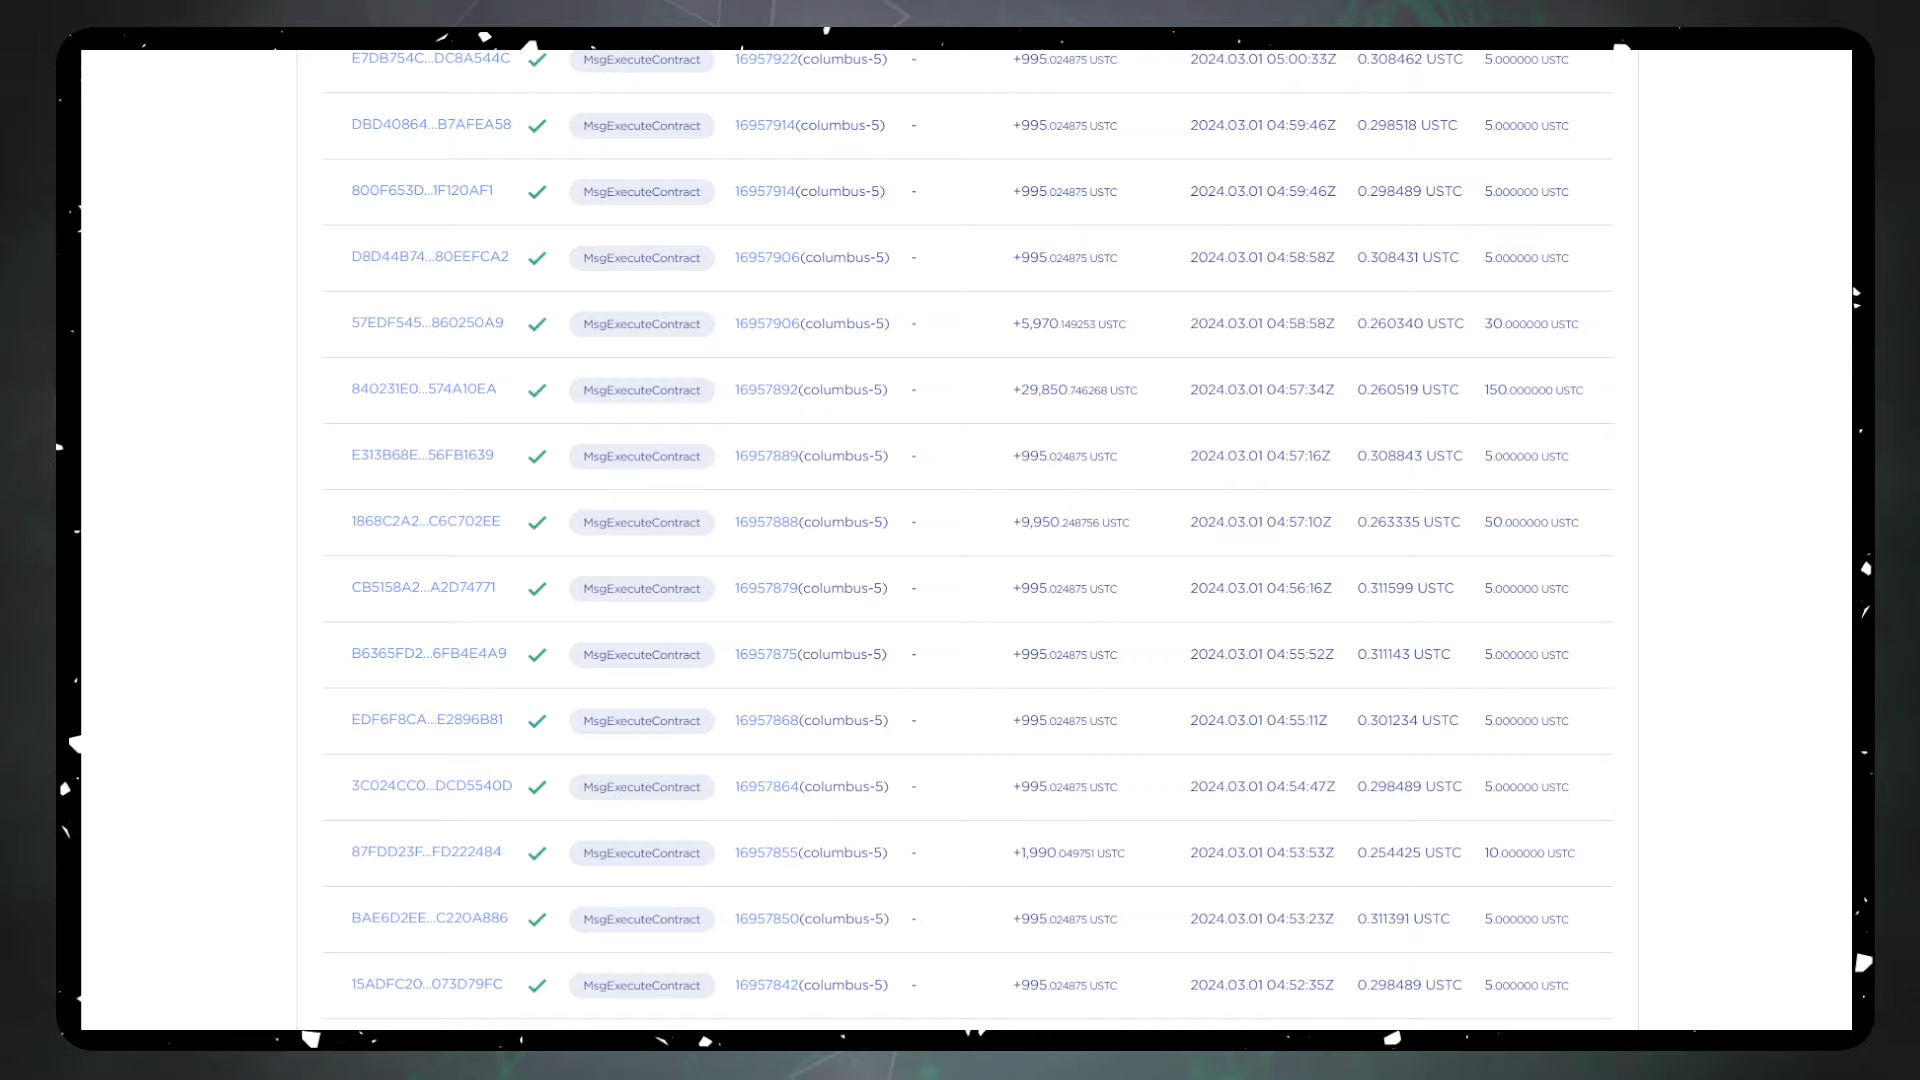 E7DB754C...DC8A544C MsgExecuteContract 16957922(columbus-5) - +995.024875 USTC 2024.03.01 05:00:33Z 0.308462 USTC 5.000000 USTC
DBD40864...B7AFEA58 MsgExecuteContract 16957914(columbus-5) - +995.024875 USTC 2024.03.01 04:59:46Z 0.298518 USTC 5.000000 USTC
800F653D...1F120AF1 MsgExecuteContract 16957914(columbus-5) - +995.024875 USTC 2024.03.01 04:59:46Z 0.298489 USTC 5.000000 USTC
D8D44B74...80EEFCA2 MsgExecuteContract 16957906(columbus-5) - +995.024875 USTC 2024.03.01 04:58:58Z 0.308431 USTC 5.000000 USTC
57EDF545...860250A9 MsgExecuteContract 16957906(columbus-5) - +5,970.149253 USTC 2024.03.01 04:58:58Z 0.260340 USTC 30.000000 USTC
840231E0...574A10EA MsgExecuteContract 16957892(columbus-5) - +29,850.746268 USTC 2024.03.01 04:57:34Z 0.260519 USTC 150.000000 USTC
E313B68E...56FB1639 MsgExecuteContract 16957889(columbus-5) - +995.024875 USTC 2024.03.01 04:57:16Z 0.308843 USTC 5.000000 USTC
1868C2A2...C6C702EE MsgExecuteContract 16957888(columbus-5) - +9,950.248756 USTC 2024.03.01 04:57:10Z 0.263335 USTC 50.000000 USTC
CB5158A2...A2D74771 MsgExecuteContract 16957879(columbus-5) - +995.024875 USTC 2024.03.01 04:56:16Z 0.311599 USTC 5.000000 USTC
B6365FD2...6FB4E4A9 MsgExecuteContract 16957875(columbus-5) - +995.024875 USTC 2024.03.01 04:55:52Z 0.311143 USTC 5.000000 USTC
EDF6F8CA...E2896B81 MsgExecuteContract 16957868(columbus-5) - +995.024875 USTC 2024.03.01 04:55:11Z 0.301234 USTC 5.000000 USTC
3C024CC0...DCD5540D MsgExecuteContract 16957864(columbus-5) - +995.024875 USTC 2024.03.01 04:54:47Z 0.298489 USTC 5.000000 USTC
87FDD23F...FD222484 MsgExecuteContract 16957855(columbus-5) - +1,990.049751 USTC 2024.03.01 04:53:53Z 0.254425 USTC 10.000000 USTC
BAE6D2EE...C220A886 MsgExecuteContract 16957850(columbus-5) - +995.024875 USTC 2024.03.01 04:53:23Z 0.311391 USTC 5.000000 USTC
15ADFC20...073D79FC MsgExecuteContract 16957842(columbus-5) - +995.024875 USTC 2024.03.01 04:52:35Z 0.298489 USTC 5.000000 USTC